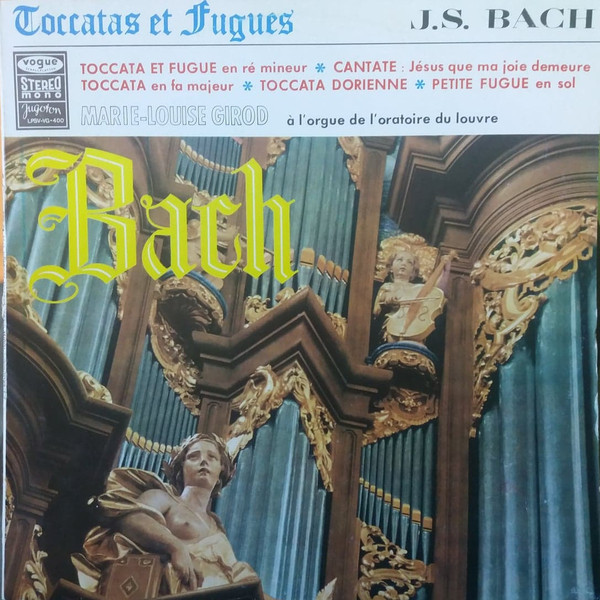 Toccatas et Fugues
J.S. BACH
vogue
STEREO
mono
Jugoton
LPSV-VG-400
TOCCATA ET FUGUE en ré mineur * CANTATE : Jésus que ma joie demeure
TOCCATA en fa majeur * TOCCATA DORIENNE * PETITE FUGUE en sol
MARIE-LOUISE GIROD à l'orgue de l'oratoire du louvre
Bach